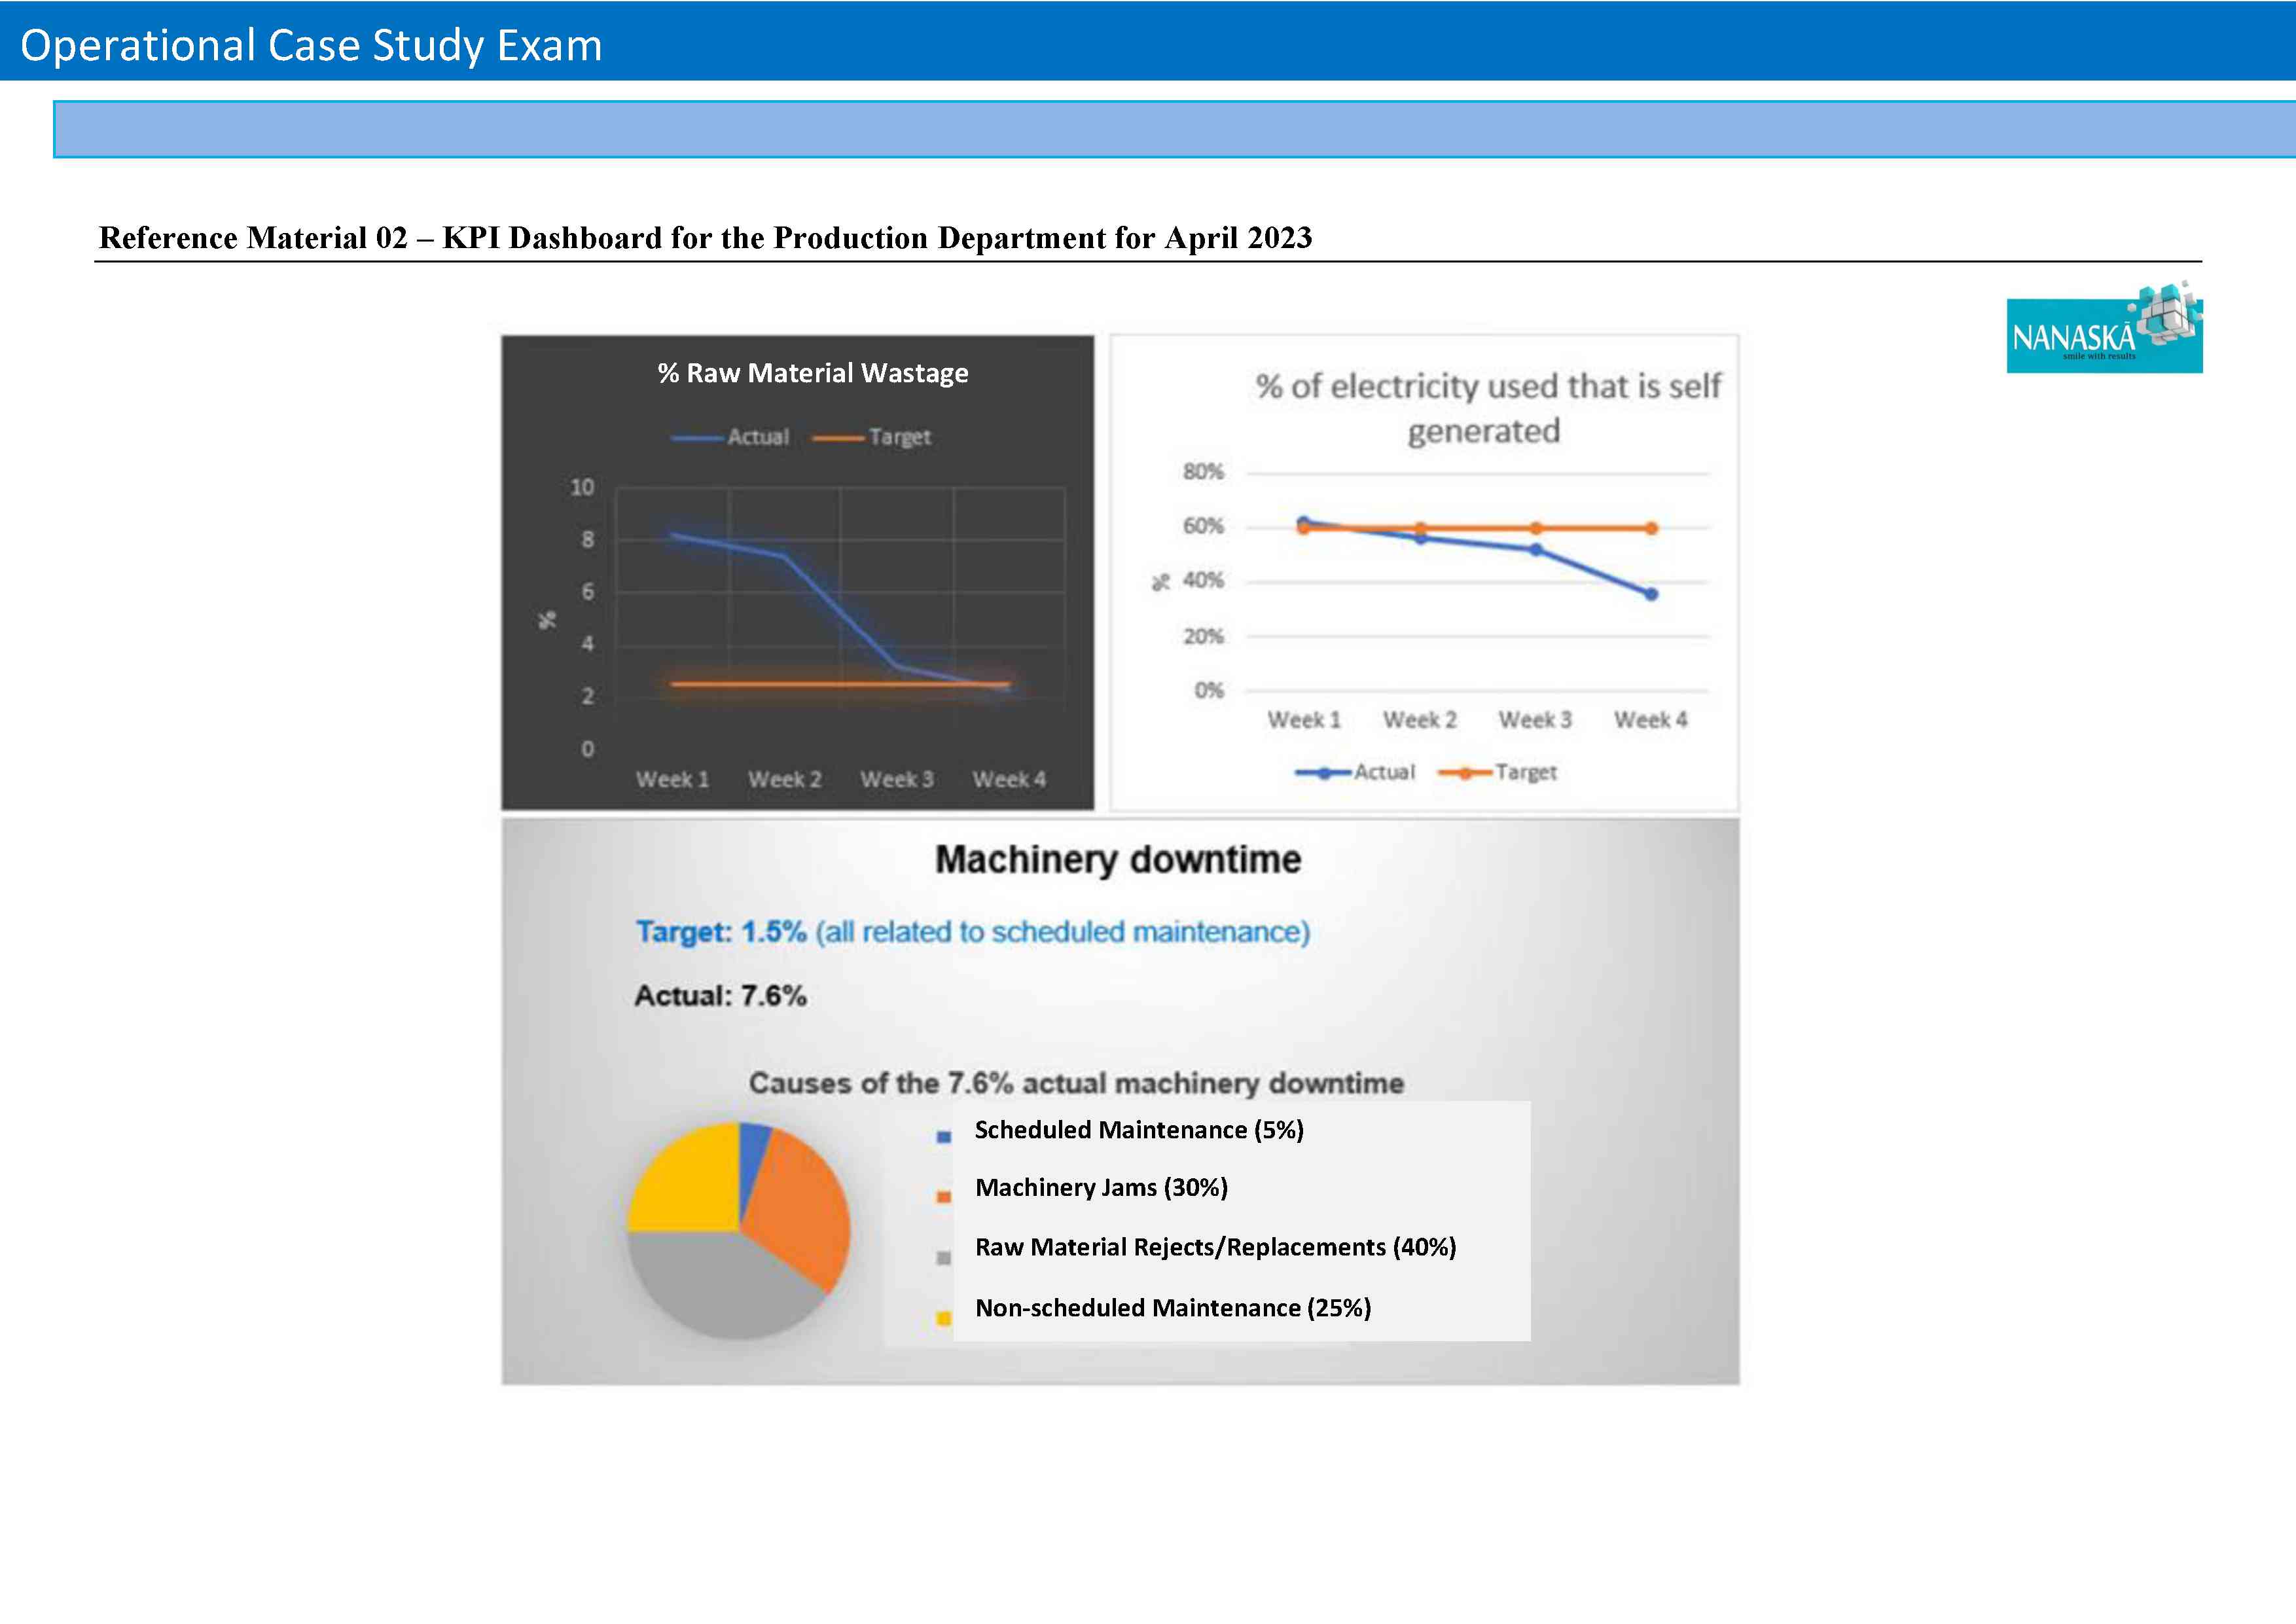 Operational Case Study Exam
Reference Material 02 – KPI Dashboard for the Production Department for April 2023
NANASKĀ
smile with results
% Raw Material Wastage
Actual
Target
10
8
6
4
2
0
%
Week 1
Week 2
Week 3
Week 4
% of electricity used that is self
generated
80%
60%
40%
20%
0%
%
Week 1
Week 2
Week 3
Week 4
Actual
Target
Machinery downtime
Target: 1.5% (all related to scheduled maintenance)
Actual: 7.6%
Causes of the 7.6% actual machinery downtime
Scheduled Maintenance (5%)
Machinery Jams (30%)
Raw Material Rejects/Replacements (40%)
Non-scheduled Maintenance (25%)